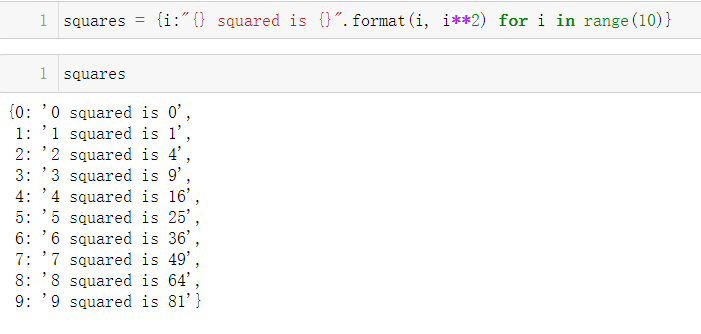 1 squares = {i:"{} squared is {}".format(i, i**2) for i in range(10)}
1 squares
{0: '0 squared is 0',
1: '1 squared is 1',
2: '2 squared is 4',
3: '3 squared is 9',
4: '4 squared is 16',
5: '5 squared is 25',
6: '6 squared is 36',
7: '7 squared is 49',
8: '8 squared is 64',
9: '9 squared is 81'}